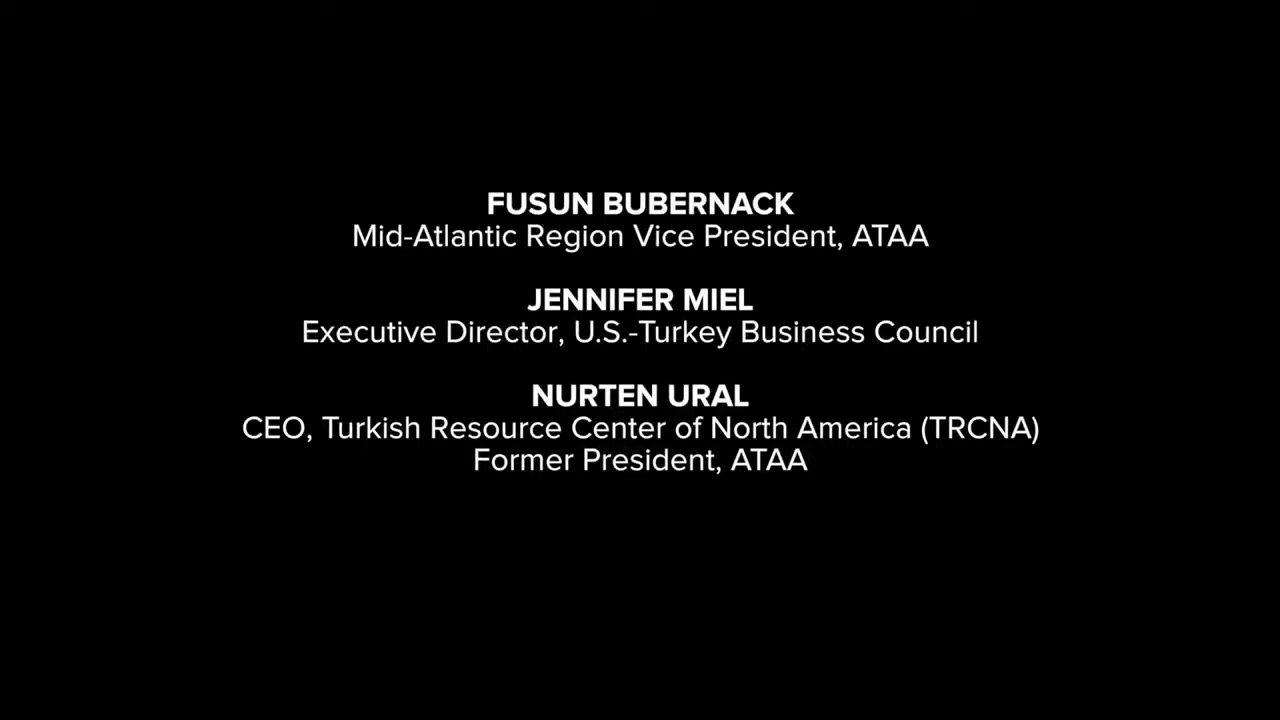 FUSUN BUBERNACK
Mid-Atlantic Region Vice President, ATAA
JENNIFER MIEL
Executive Director, U.S.-Turkey Business Council
NURTEN URAL
CEO, Turkish Resource Center of North America (TRCNA)
Former President, ATAA